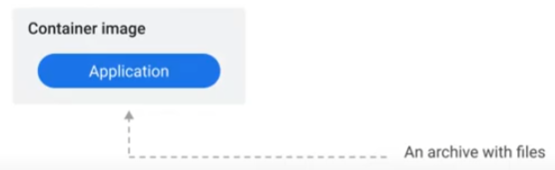 Container image
Application
An archive with files